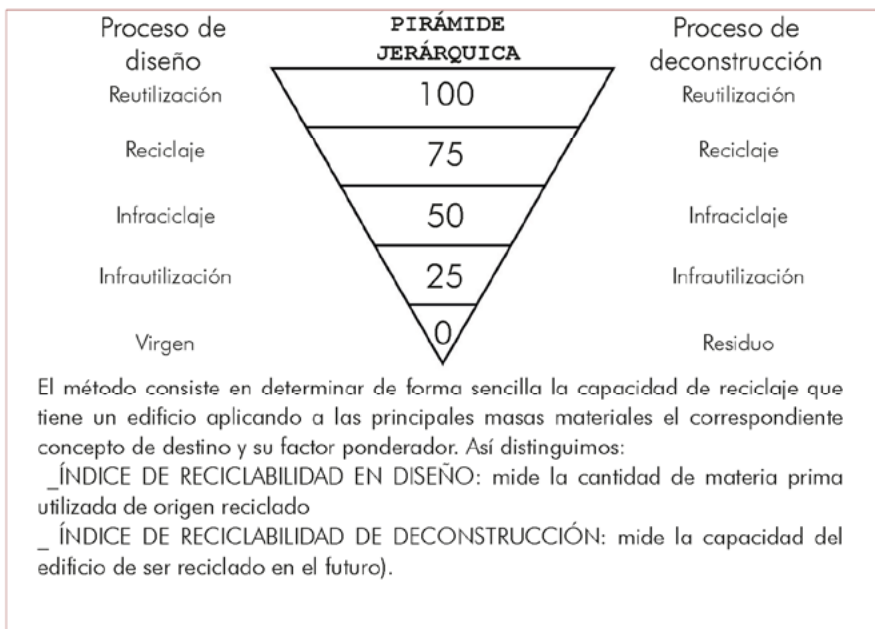 Proceso de diseño
PIRÁMIDE JERÁRQUICA
Proceso de deconstrucción
Reutilización 100 Reutilización
Reciclaje 75 Reciclaje
Infraciclaje 50 Infraciclaje
Infrautilización 25 Infrautilización
Virgen 0 Residuo
El método consiste en determinar de forma sencilla la capacidad de reciclaje que
tiene un edificio aplicando a las principales masas materiales el correspondiente
concepto de destino y su factor ponderador. Así distinguimos:
_ÍNDICE DE RECICLABILIDAD EN DISEÑO: mide la cantidad de materia prima
utilizada de origen reciclado
_ ÍNDICE DE RECICLABILIDAD DE DECONSTRUCCIÓN: mide la capacidad del
edificio de ser reciclado en el futuro).